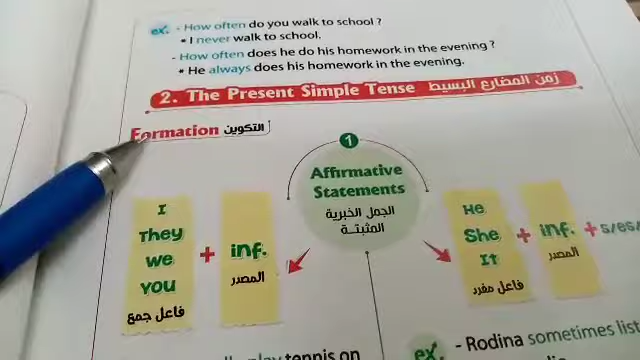 ex. - How often do you walk to school ?
* I never walk to school.
- How often does he do his homework in the evening ?
* He always does his homework in the evening.
2. The Present Simple Tense زمن المضارع البسيط
Formation التكوين
1
Affirmative
Statements
الجمل الخبرية
المثبتة
I
They
we
you
فاعل جمع
+
inf.
المصدر
He
She
It
فاعل مفرد
+
inf.
المصدر
+ s/es/
play tennis on
ex. - Rodina sometimes list